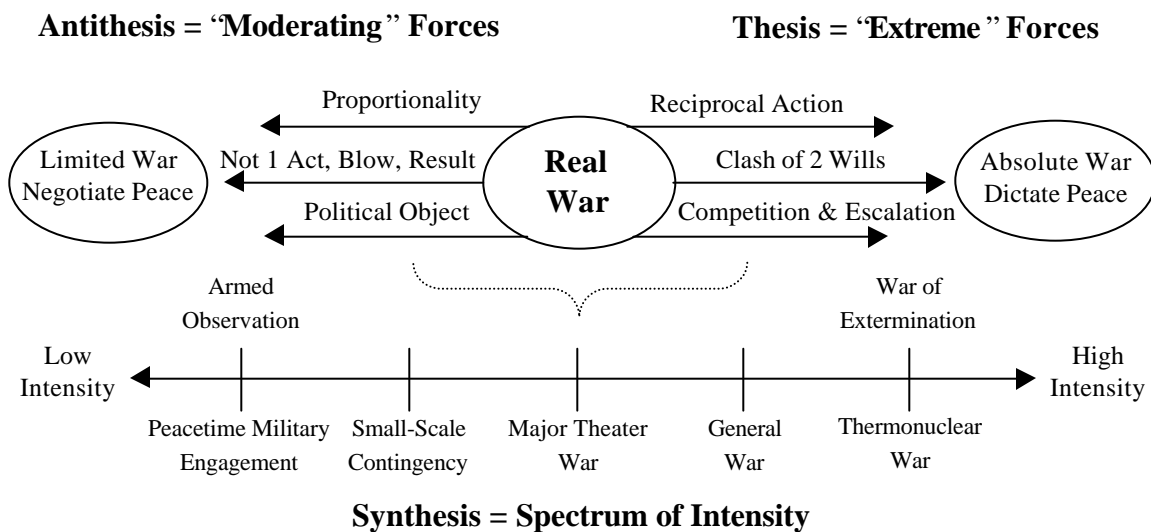 Antithesis = “Moderating” Forces
Thesis = “Extreme” Forces
Proportionality
Reciprocal Action
Limited War
Negotiate Peace
Not 1 Act, Blow, Result
Real
War
Clash of 2 Wills
Absolute War
Dictate Peace
Political Object
Competition & Escalation
Armed
Observation
War of
Extermination
Low
Intensity
High
Intensity
Peacetime Military
Engagement
Small-Scale
Contingency
Major Theater
War
General
War
Thermonuclear
War
Synthesis = Spectrum of Intensity